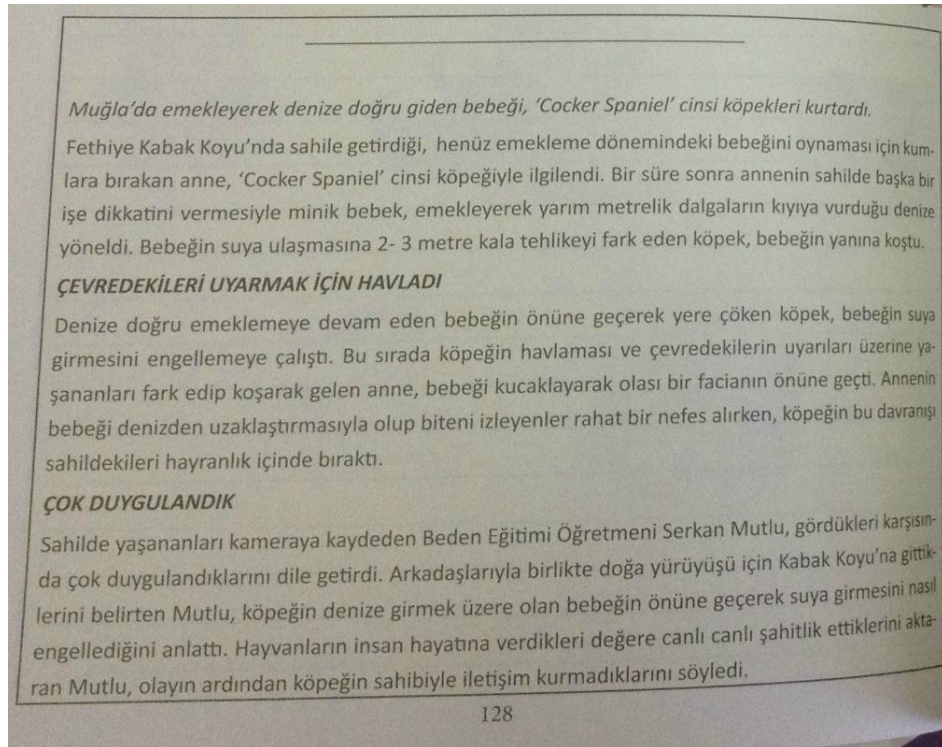 Muğla’da emekleyerek denize doğru giden bebeği, ‘Cocker Spaniel’ cinsi köpekleri kurtardı.
Fethiye Kabak Koyu’nda sahile getirdiği, henüz emekleme dönemindeki bebeğini oynaması için kum-
lara bırakan anne, ‘Cocker Spaniel’ cinsi köpeğiyle ilgilendi. Bir süre sonra annenin sahilde başka bir
işe dikkatini vermesiyle minik bebek, emekleyerek yarım metrelik dalgaların kıyıya vurduğu denize
yöneldi. Bebeğin suya ulaşmasına 2- 3 metre kala tehlikeyi fark eden köpek, bebeğin yanına koştu.
ÇEVREDEKİLERİ UYARMAK İÇİN HAVLADI
Denize doğru emeklemeye devam eden bebeğin önüne geçerek yere çöken köpek, bebeğin suya
girmesini engellemeye çalıştı. Bu sırada köpeğin havlaması ve çevredekilerin uyarıları üzerine ya-
şananları fark edip koşarak gelen anne, bebeği kucaklayarak olası bir facianın önüne geçti. Annenin
bebeği denizden uzaklaştırmasıyla olup biteni izleyenler rahat bir nefes alırken, köpeğin bu davranışı
sahildekileri hayranlık içinde bıraktı.
ÇOK DUYGULANDIK
Sahilde yaşananları kameraya kaydeden Beden Eğitimi Öğretmeni Serkan Mutlu, gördükleri karşısın-
da çok duygulandıklarını dile getirdi. Arkadaşlarıyla birlikte doğa yürüyüşü için Kabak Koyu’na gittik-
lerini belirten Mutlu, köpeğin denize girmek üzere olan bebeğin önüne geçerek suya girmesini nasıl
engellediğini anlattı. Hayvanların insan hayatına verdikleri değere canlı canlı şahitlik ettiklerini akta-
ran Mutlu, olayın ardından köpeğin sahibiyle iletişim kurmadıklarını söyledi.
128